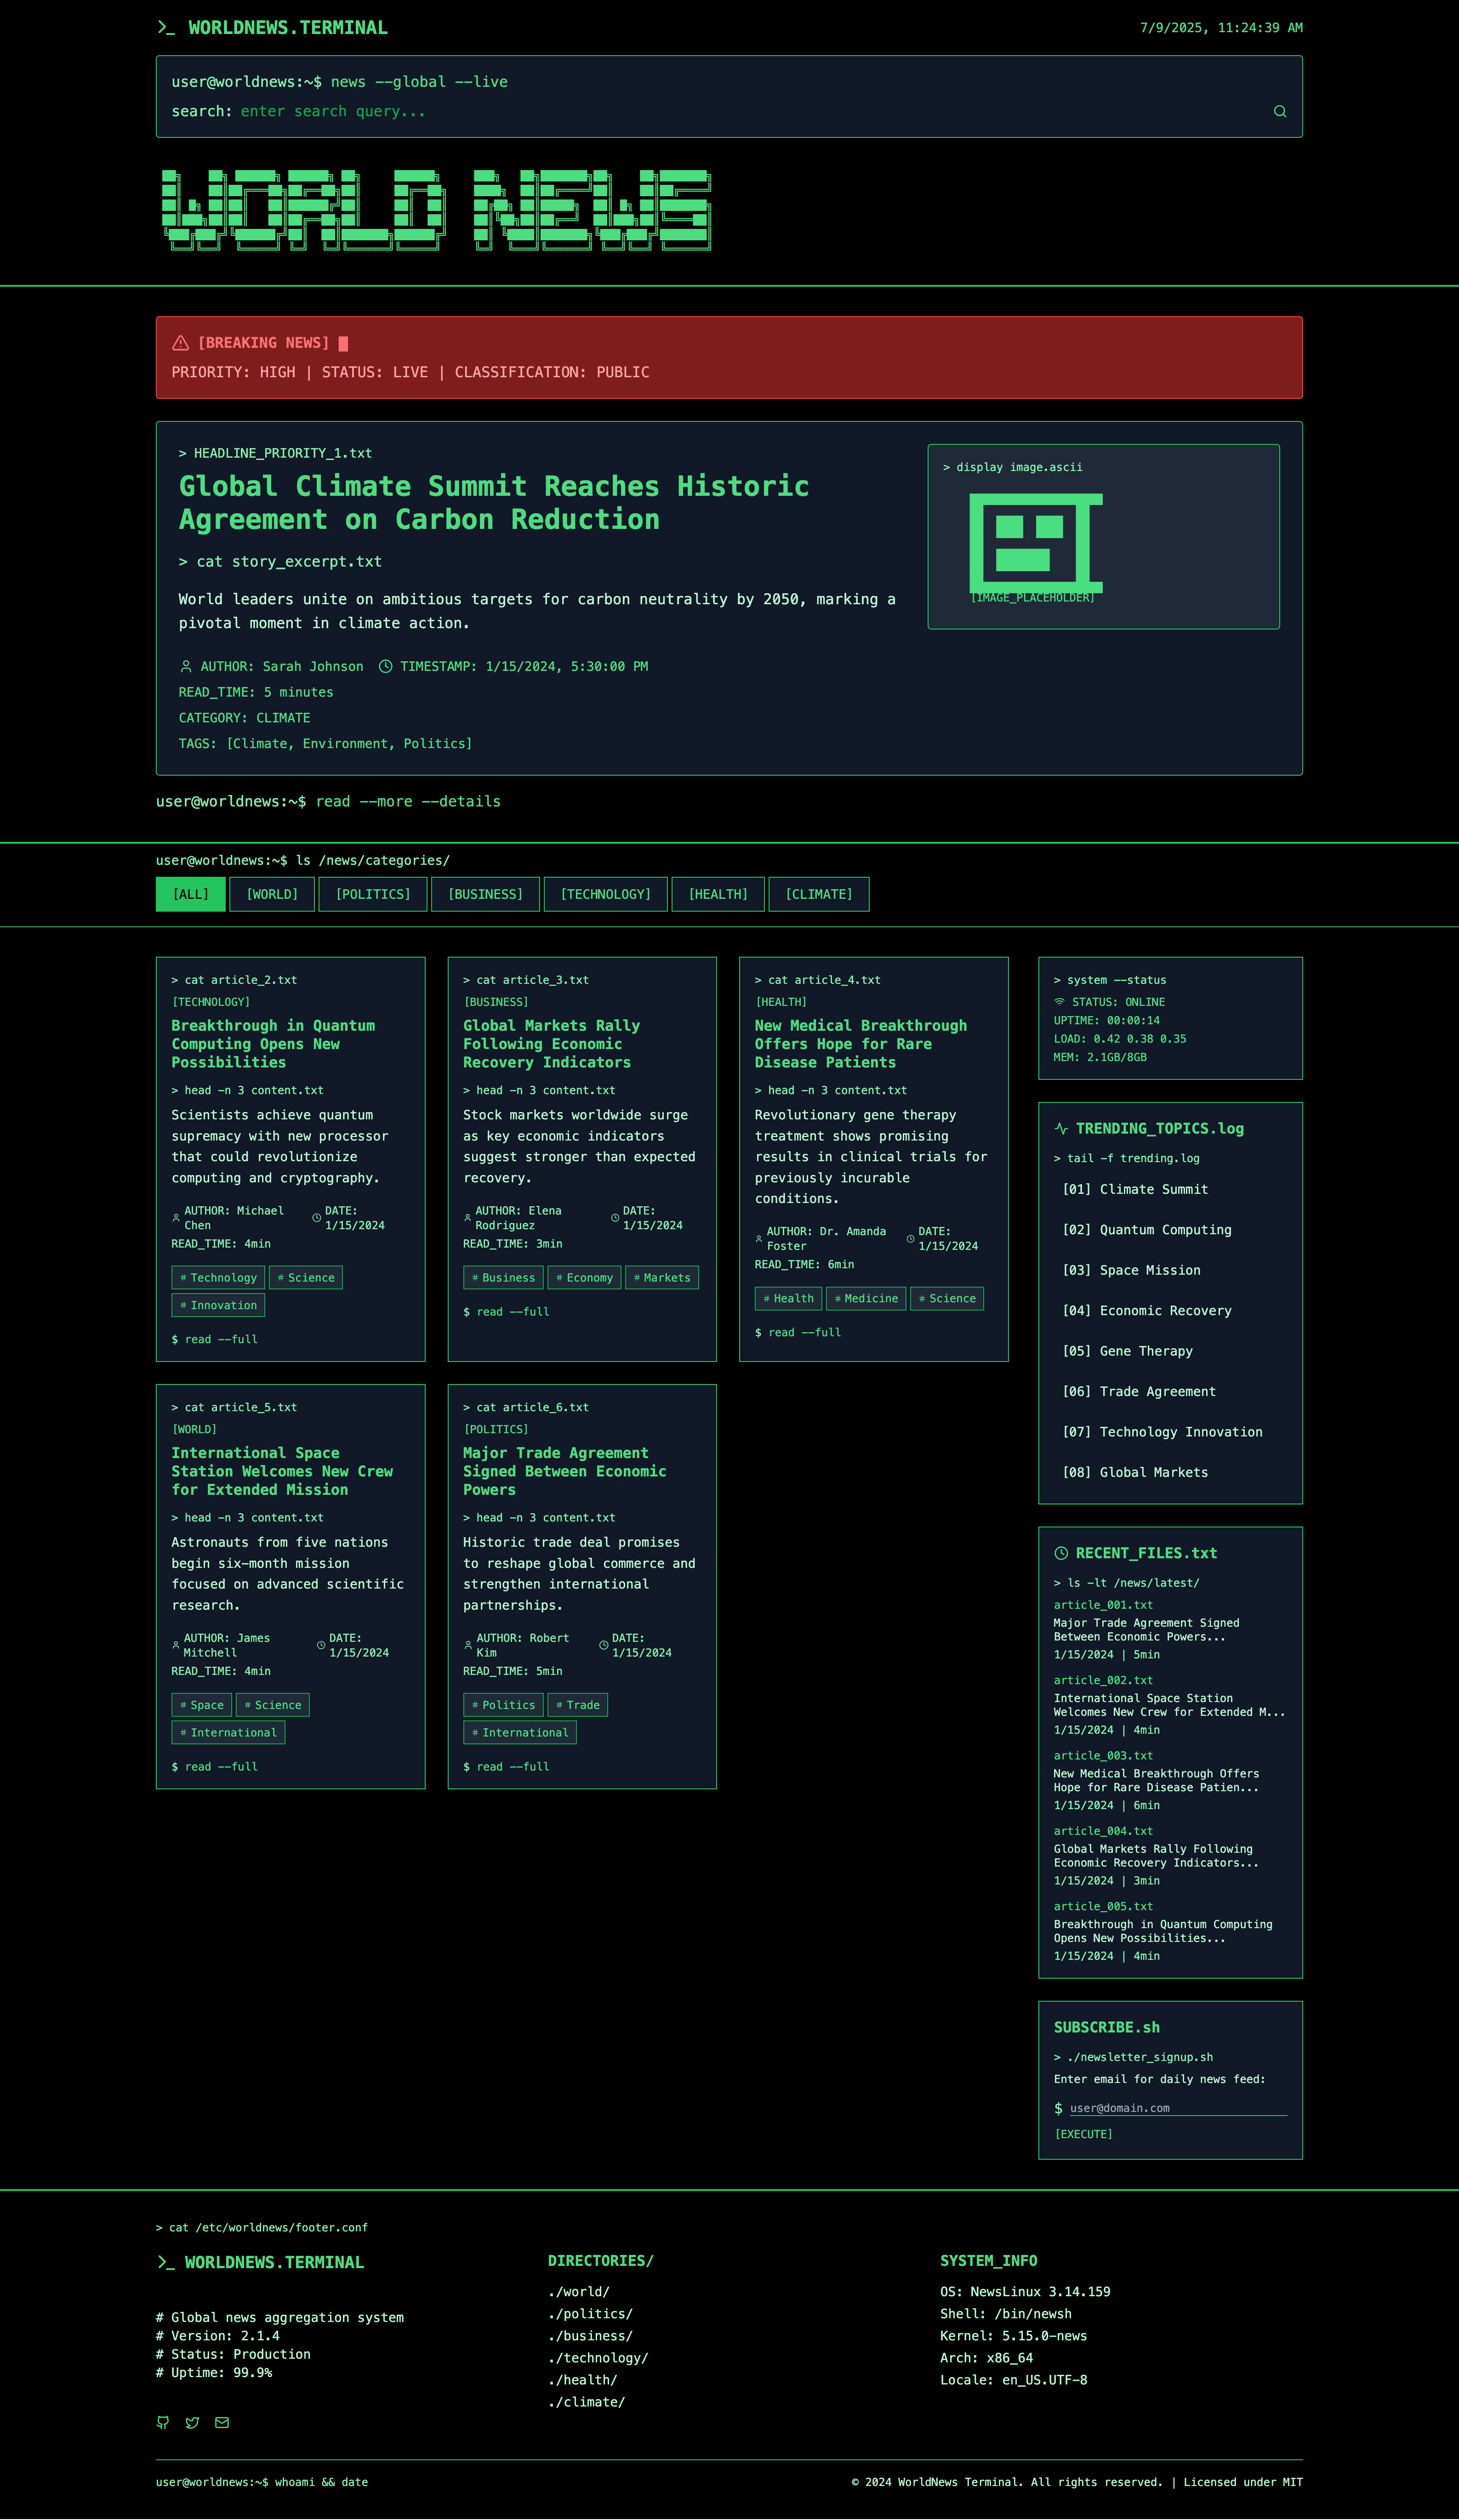 WORLDNEWS.TERMINAL
7/9/2025, 11:24:39 AM
user@worldnews:~$ news --global --live
search: enter search query...
WORLD NEWS
[BREAKING NEWS]
PRIORITY: HIGH | STATUS: LIVE | CLASSIFICATION: PUBLIC
> HEADLINE_PRIORITY_1.txt
Global Climate Summit Reaches Historic
Agreement on Carbon Reduction
> cat story_excerpt.txt
World leaders unite on ambitious targets for carbon neutrality by 2050, marking a
pivotal moment in climate action.
AUTHOR: Sarah Johnson TIMESTAMP: 1/15/2024, 5:30:00 PM
READ_TIME: 5 minutes
CATEGORY: CLIMATE
TAGS: [Climate, Environment, Politics]
> display image.ascii
[IMAGE_PLACEHOLDER]
user@worldnews:~$ read --more --details
user@worldnews:~$ ls /news/categories/
[ALL] [WORLD] [POLITICS] [BUSINESS] [TECHNOLOGY] [HEALTH] [CLIMATE]
> cat article_2.txt
[TECHNOLOGY]
Breakthrough in Quantum
Computing Opens New
Possibilities
> head -n 3 content.txt
Scientists achieve quantum
supremacy with new processor
that could revolutionize
computing and cryptography.
AUTHOR: Michael
Chen
DATE:
1/15/2024
READ_TIME: 4min
# Technology # Science
# Innovation
$ read --full
> cat article_3.txt
[BUSINESS]
Global Markets Rally
Following Economic
Recovery Indicators
> head -n 3 content.txt
Stock markets worldwide surge
as key economic indicators
suggest stronger than expected
recovery.
AUTHOR: Elena
Rodriguez
DATE:
1/15/2024
READ_TIME: 3min
# Business # Economy # Markets
$ read --full
> cat article_4.txt
[HEALTH]
New Medical Breakthrough
Offers Hope for Rare
Disease Patients
> head -n 3 content.txt
Revolutionary gene therapy
treatment shows promising
results in clinical trials for
previously incurable
conditions.
AUTHOR: Dr. Amanda
Foster
DATE:
1/15/2024
READ_TIME: 6min
# Health # Medicine # Science
$ read --full
> cat article_5.txt
[WORLD]
International Space
Station Welcomes New Crew
for Extended Mission
> head -n 3 content.txt
Astronauts from five nations
begin six-month mission
focused on advanced scientific
research.
AUTHOR: James
Mitchell
DATE:
1/15/2024
READ_TIME: 4min
# Space # Science
# International
$ read --full
> cat article_6.txt
[POLITICS]
Major Trade Agreement
Signed Between Economic
Powers
> head -n 3 content.txt
Historic trade deal promises
to reshape global commerce and
strengthen international
partnerships.
AUTHOR: Robert
Kim
DATE:
1/15/2024
READ_TIME: 5min
# Politics # Trade
# International
$ read --full
> system --status
STATUS: ONLINE
UPTIME: 00:00:14
LOAD: 0.42 0.38 0.35
MEM: 2.1GB/8GB
TRENDING_TOPICS.log
> tail -f trending.log
[01] Climate Summit
[02] Quantum Computing
[03] Space Mission
[04] Economic Recovery
[05] Gene Therapy
[06] Trade Agreement
[07] Technology Innovation
[08] Global Markets
RECENT_FILES.txt
> ls -lt /news/latest/
article_001.txt
Major Trade Agreement Signed
Between Economic Powers...
1/15/2024 | 5min
article_002.txt
International Space Station
Welcomes New Crew for Extended M...
1/15/2024 | 4min
article_003.txt
New Medical Breakthrough Offers
Hope for Rare Disease Patien...
1/15/2024 | 6min
article_004.txt
Global Markets Rally Following
Economic Recovery Indicators...
1/15/2024 | 3min
article_005.txt
Breakthrough in Quantum Computing
Opens New Possibilities...
1/15/2024 | 4min
SUBSCRIBE.sh
> ./newsletter_signup.sh
Enter email for daily news feed:
$ user@domain.com
[EXECUTE]
> cat /etc/worldnews/footer.conf
WORLDNEWS.TERMINAL
# Global news aggregation system
# Version: 2.1.4
# Status: Production
# Uptime: 99.9%
DIRECTORIES/
./world/
./politics/
./business/
./technology/
./health/
./climate/
SYSTEM_INFO
OS: NewsLinux 3.14.159
Shell: /bin/newsh
Kernel: 5.15.0-news
Arch: x86_64
Locale: en_US.UTF-8
user@worldnews:~$ whoami && date
© 2024 WorldNews Terminal. All rights reserved. | Licensed under MIT